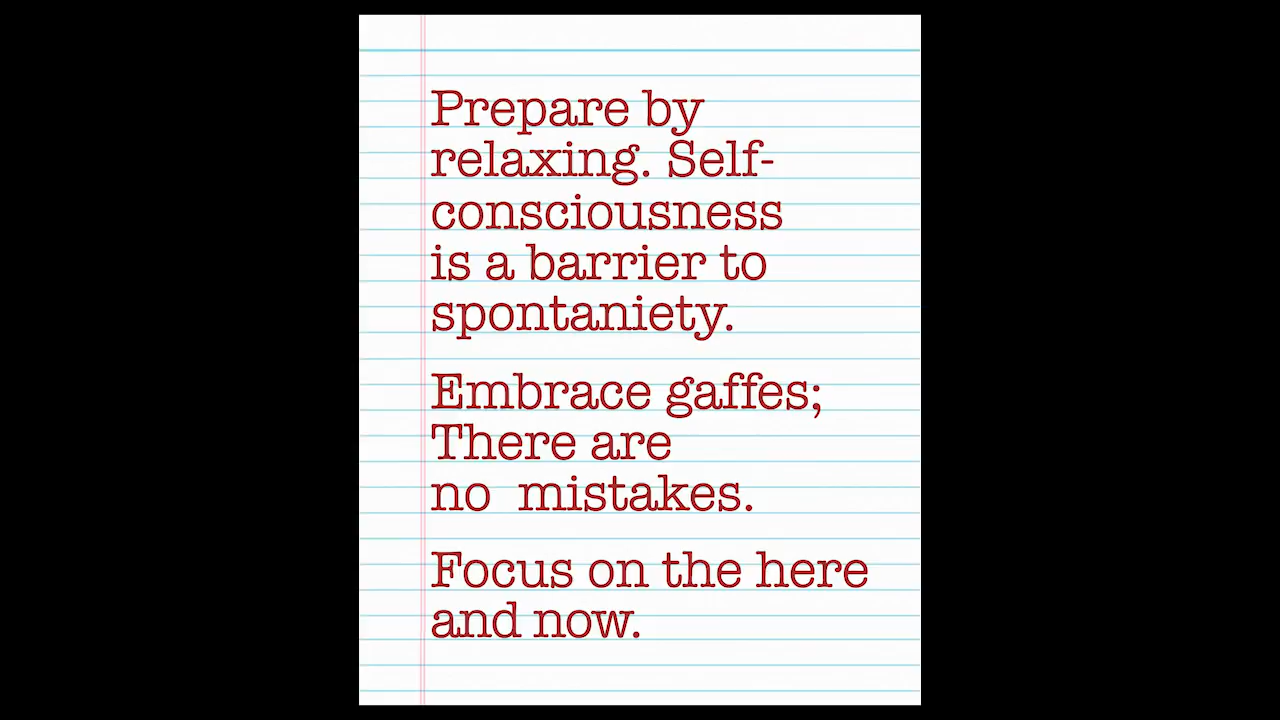 Prepare by
relaxing. Self-
consciousness
is a barrier to
spontaniety.
Embrace gaffes;
There are
no  mistakes.
Focus on the here
and now.